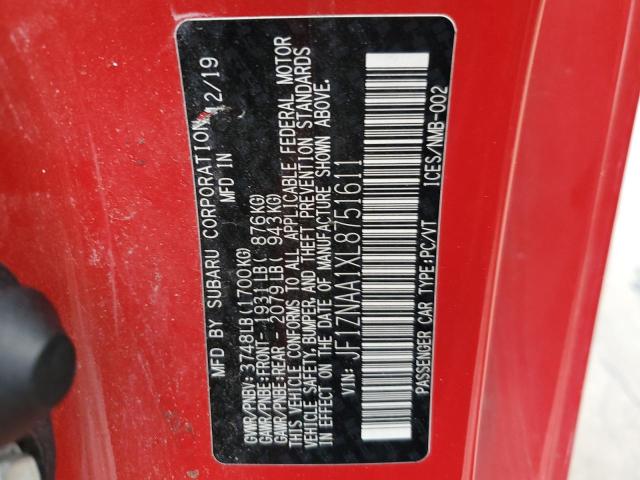 MFD BY SUBARU CORPORATION 12/19
MFD IN
GVWR/PNBV: 3748LB(1700KG)
GAWR/PNBE:FRONT- 1931LB( 876KG)
GAWR/PNBE:REAR - 2079LB( 943KG)
THIS VEHICLE CONFORMS TO ALL APPLICABLE FEDERAL MOTOR
VEHICLE SAFETY, BUMPER, AND THEFT PREVENTION STANDARDS
IN EFFECT ON THE DATE OF MANUFACTURE SHOWN ABOVE.
VIN: JF1ZNAA1XL8751611
PASSENGER CAR TYPE:PC/VT ICES/NMB-002